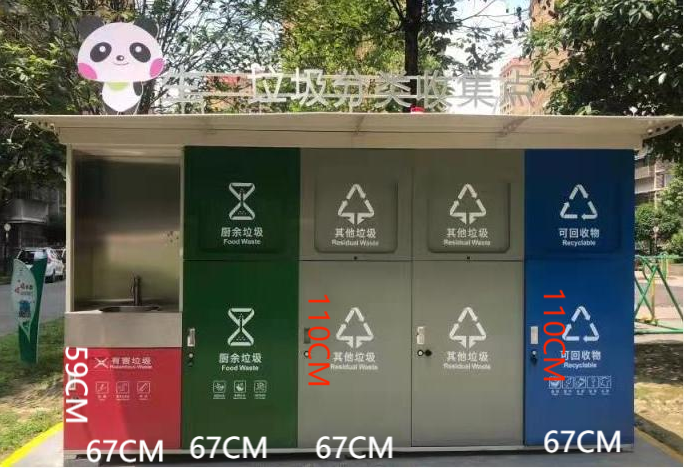 生 垃圾分类收集点
厨余垃圾
Food Waste
其他垃圾
Residual Waste
其他垃圾
Residual Waste
可回收物
Recyclable
厨余垃圾
Food Waste
其他垃圾
Residual Waste
其他垃圾
Residual Waste
可回收物
Recyclable
有害垃圾
Hazardous Waste
110CM
110CM
59CM
67CM
67CM
67CM
67CM